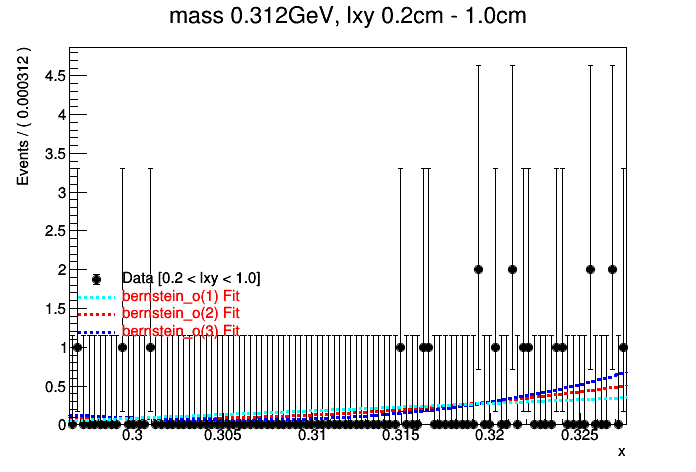 mass 0.312GeV, lxy 0.2cm - 1.0cm
Events / ( 0.000312 )
4.5
4
3.5
3
2.5
2
1.5
1
0.5
0
Data [0.2 < lxy < 1.0]
bernstein_o(1) Fit
bernstein_o(2) Fit
bernstein_o(3) Fit
0.3 0.305 0.31 0.315 0.32 0.325
x